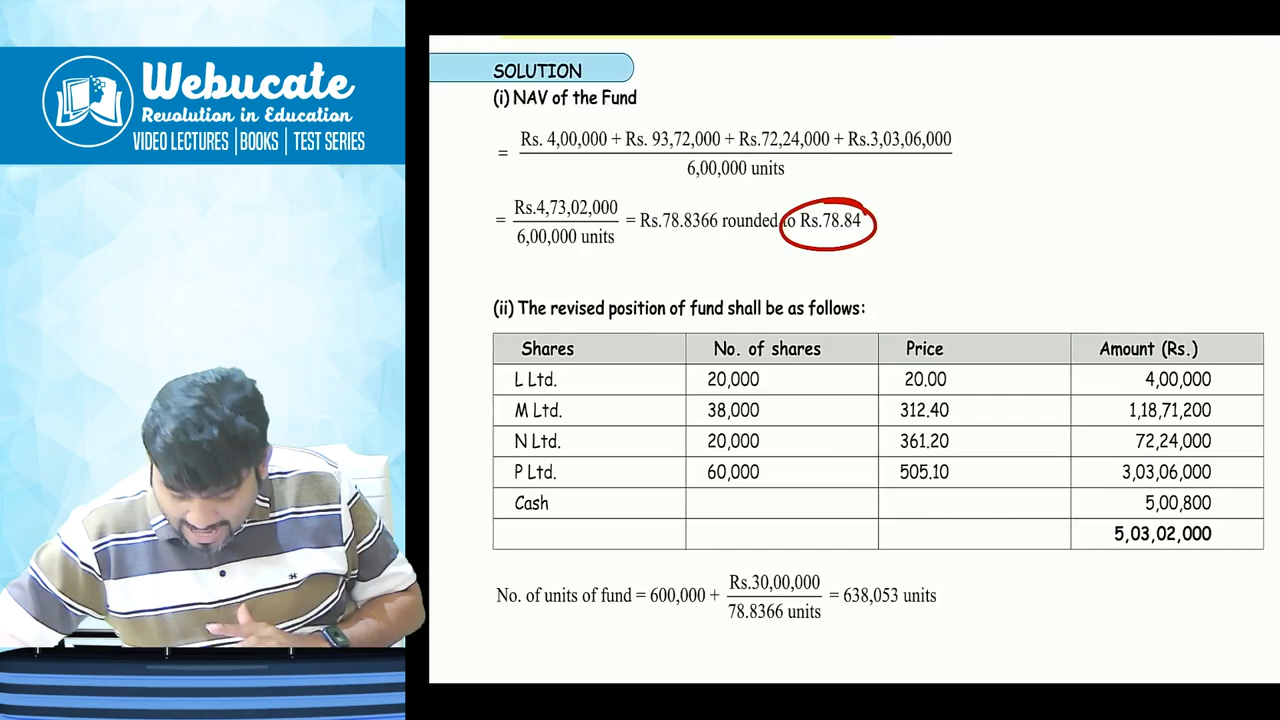 Webucate
Revolution in Education
VIDEO LECTURES | BOOKS | TEST SERIES
SOLUTION
(i) NAV of the Fund
= Rs. 4,00,000 + Rs. 93,72,000 + Rs.72,24,000 + Rs.3,03,06,000
6,00,000 units
= Rs.4,73,02,000 / 6,00,000 units = Rs.78.8366 rounded to Rs.78.84
(ii) The revised position of fund shall be as follows:
Shares No. of shares Price Amount (Rs.)
L Ltd. 20,000 20.00 4,00,000
M Ltd. 38,000 312.40 1,18,71,200
N Ltd. 20,000 361.20 72,24,000
P Ltd. 60,000 505.10 3,03,06,000
Cash 5,00,800
5,03,02,000
No. of units of fund = 600,000 + Rs.30,00,000 / 78.8366 units = 638,053 units